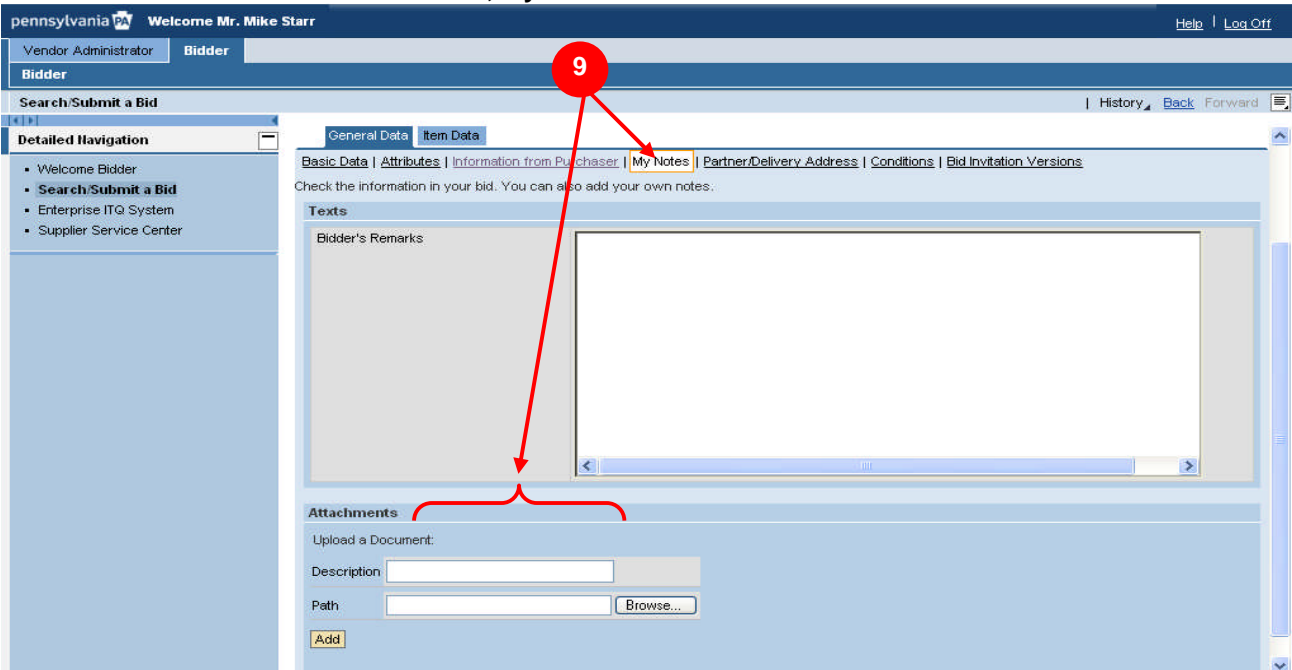 pennsylvania PA Welcome Mr. Mike Starr Help | Log Off
Vendor Administrator Bidder
9
Bidder
Search/Submit a Bid | History Back Forward
Detailed Navigation
General Data Item Data
Basic Data | Attributes | Information from Purchaser | My Notes | Partner/Delivery Address | Conditions | Bid Invitation Versions
• Welcome Bidder
Check the information in your bid. You can also add your own notes.
• Search/Submit a Bid
• Enterprise ITQ System
Texts
• Supplier Service Center
Bidder's Remarks
Attachments
Upload a Document:
Description
Path Browse...
Add